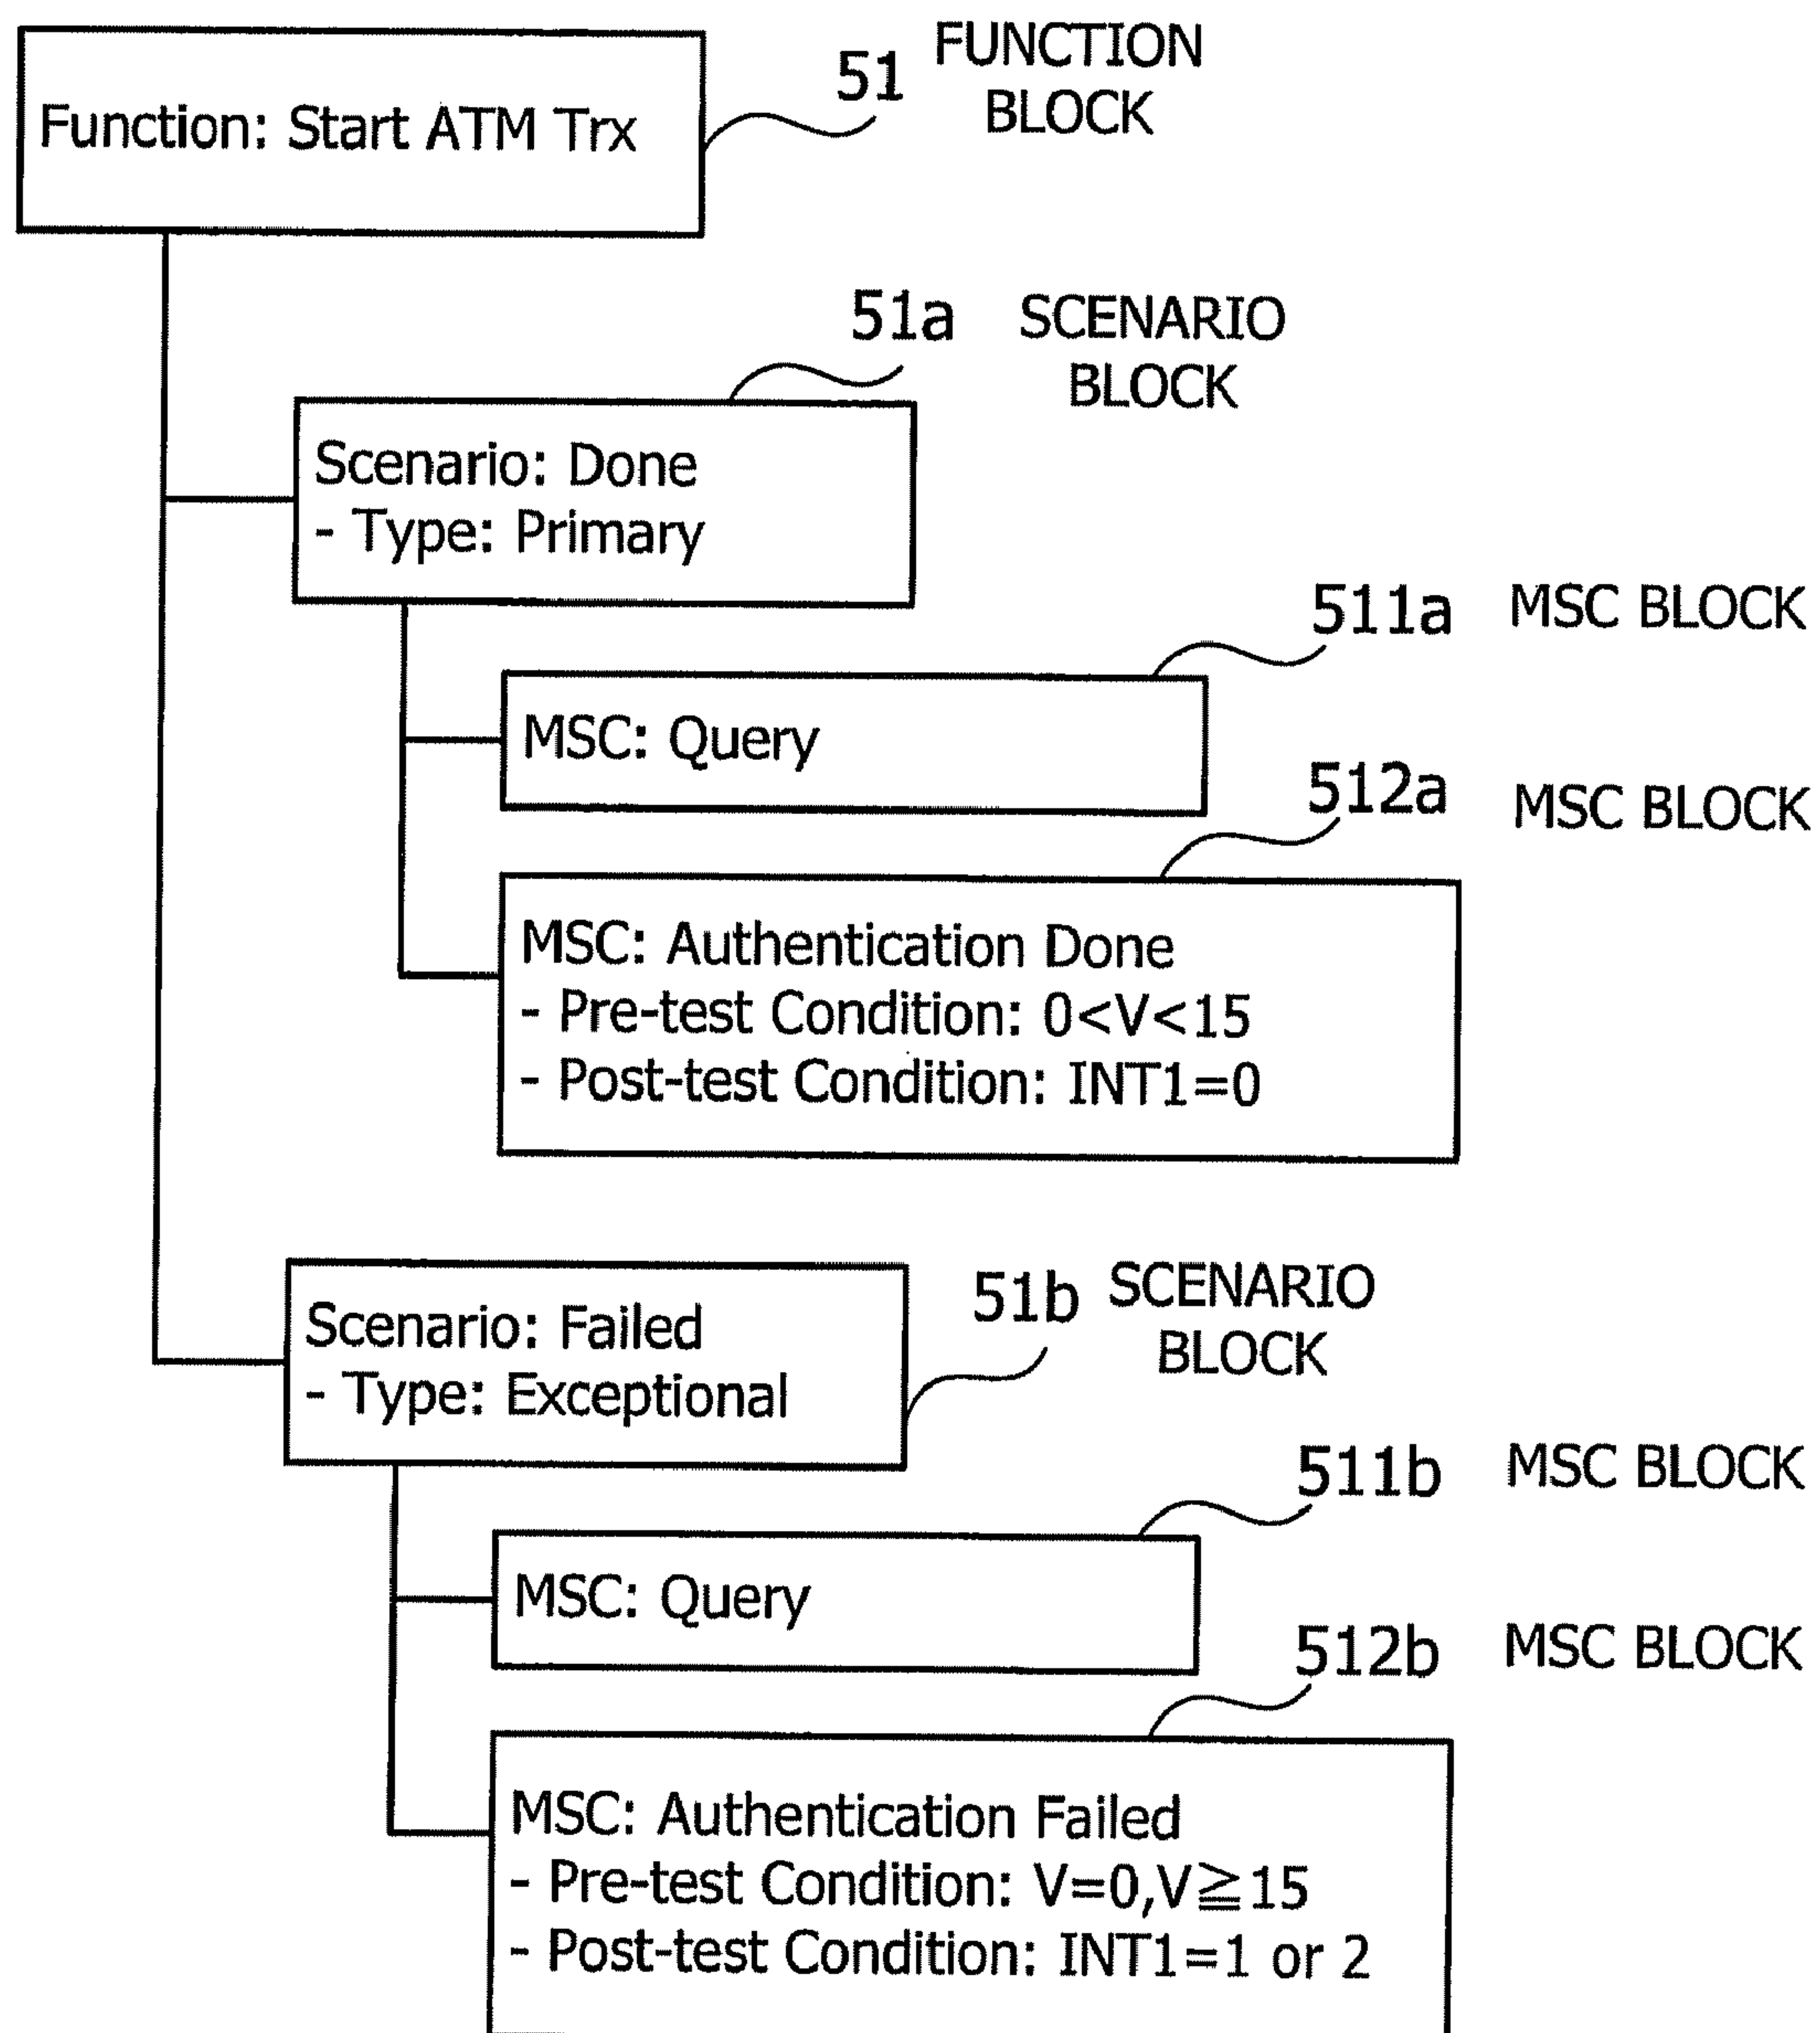 Function: Start ATM Trx
51
FUNCTION
BLOCK
51a
SCENARIO
BLOCK
Scenario: Done
- Type: Primary
511a
MSC BLOCK
MSC: Query
512a
MSC BLOCK
MSC: Authentication Done
- Pre-test Condition: 0<V<15
- Post-test Condition: INT1=0
51b
SCENARIO
BLOCK
Scenario: Failed
- Type: Exceptional
511b
MSC BLOCK
MSC: Query
512b
MSC BLOCK
MSC: Authentication Failed
- Pre-test Condition: V=0,V≧15
- Post-test Condition: INT1=1 or 2